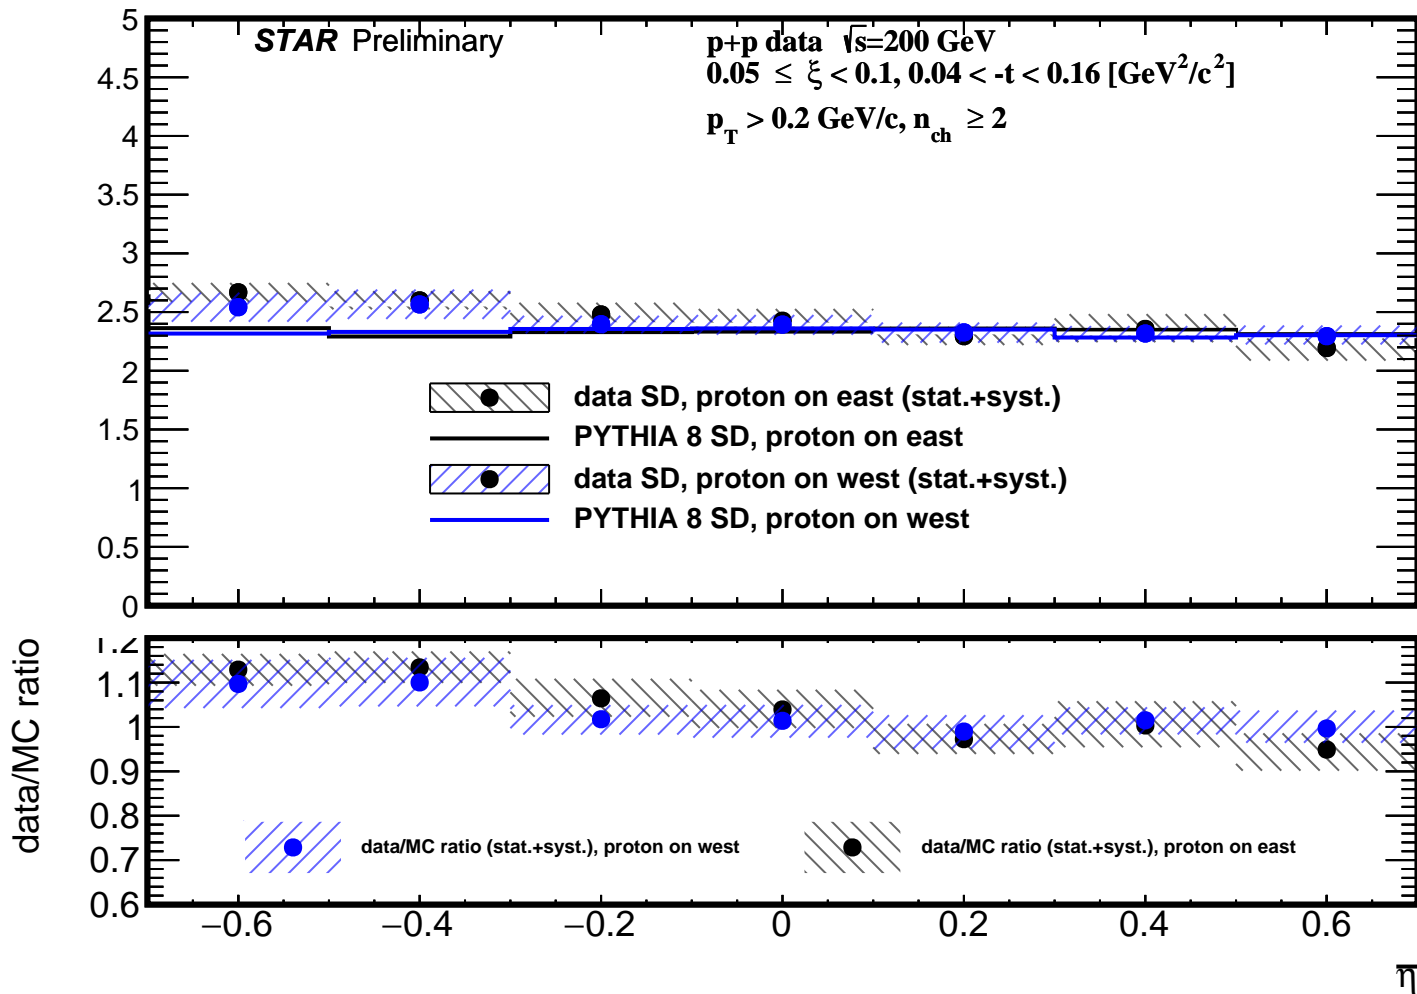 STAR Preliminary
p+p data √s=200 GeV
0.05 ≤ ξ < 0.1, 0.04 < -t < 0.16 [GeV²/c²]
p_T > 0.2 GeV/c, n_ch ≥ 2
5
4.5
4
3.5
3
2.5
2
1.5
1
0.5
0
data SD, proton on east (stat.+syst.)
PYTHIA 8 SD, proton on east
data SD, proton on west (stat.+syst.)
PYTHIA 8 SD, proton on west
data/MC ratio
1.2
1.1
1
0.9
0.8
0.7
0.6
data/MC ratio (stat.+syst.), proton on west
data/MC ratio (stat.+syst.), proton on east
−0.6 −0.4 −0.2 0 0.2 0.4 0.6
η̅